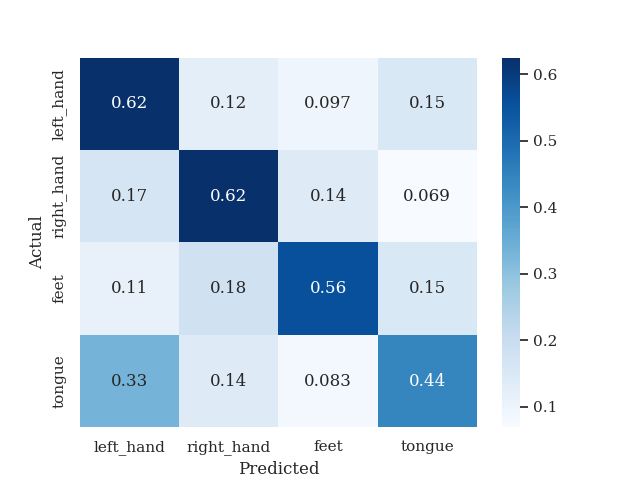 left_hand 0.62 0.12 0.097 0.15
right_hand 0.17 0.62 0.14 0.069
feet 0.11 0.18 0.56 0.15
tongue 0.33 0.14 0.083 0.44
Actual
left_hand right_hand feet tongue
Predicted
0.6
0.5
0.4
0.3
0.2
0.1